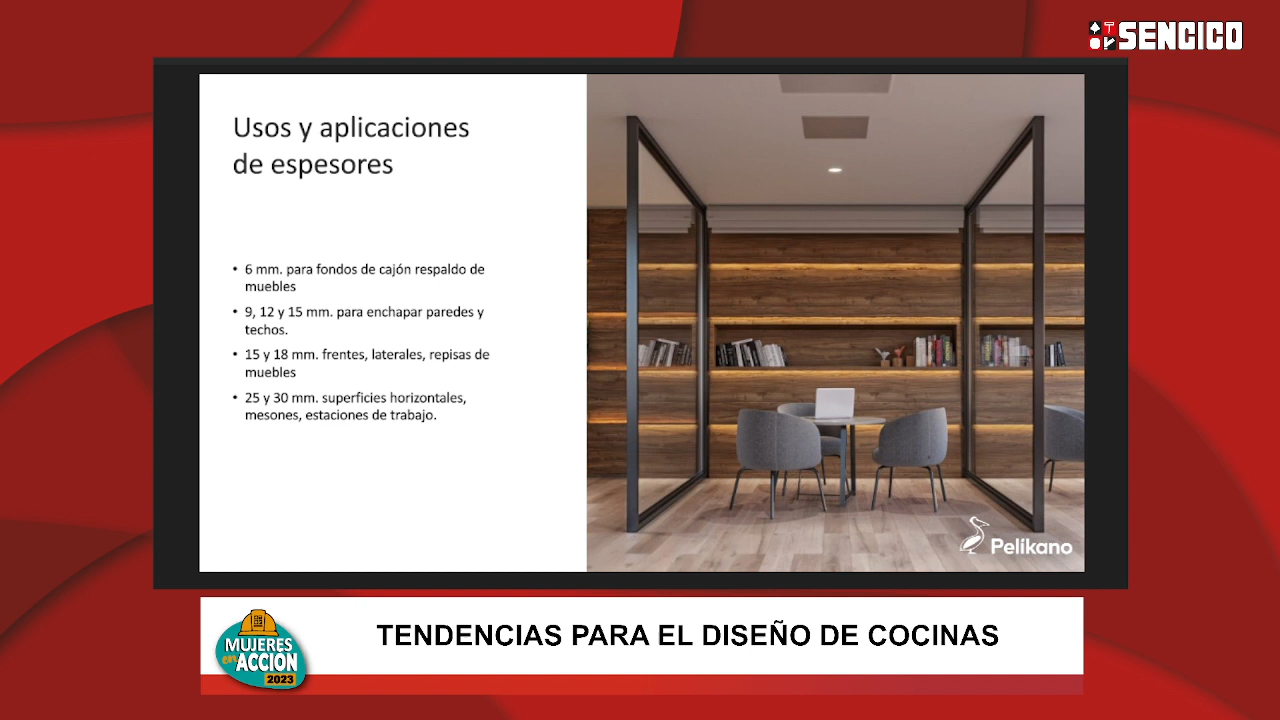 SENCICO
Usos y aplicaciones
de espesores
• 6 mm. para fondos de cajón respaldo de
muebles
• 9, 12 y 15 mm. para enchapar paredes y
techos.
• 15 y 18 mm. frentes, laterales, repisas de
muebles
• 25 y 30 mm. superficies horizontales,
mesones, estaciones de trabajo.
Pelíkano
MUJERES
en ACCIÓN
2023
TENDENCIAS PARA EL DISEÑO DE COCINAS